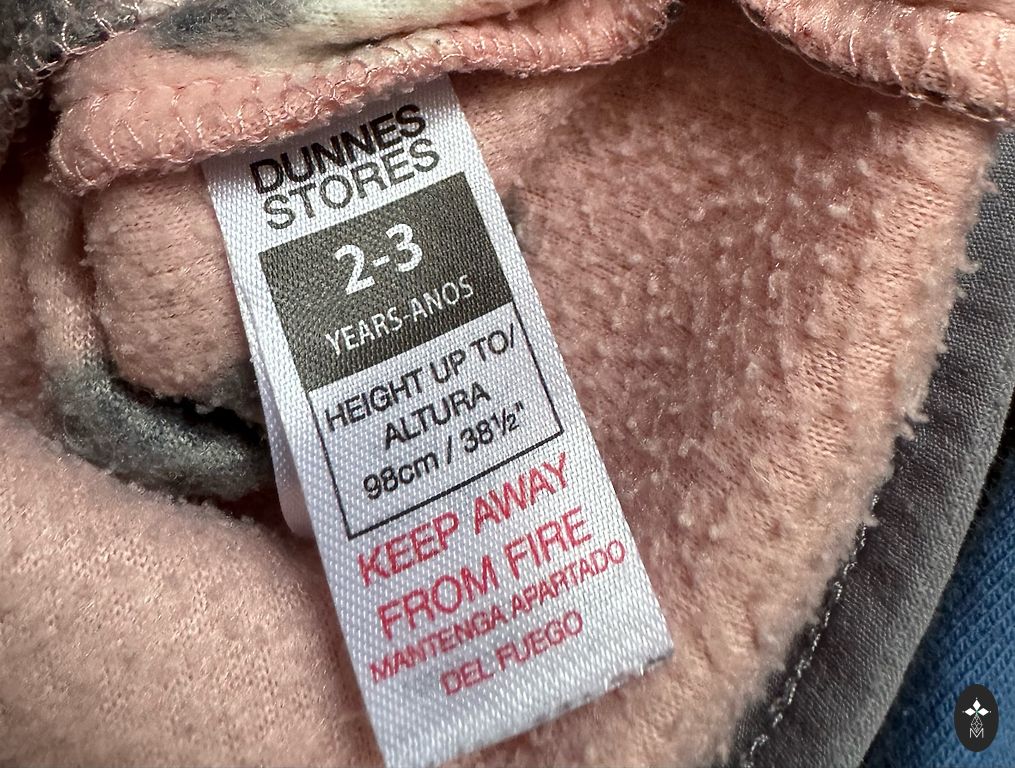 DUNNES
STORES
2-3
YEARS-ANOS
HEIGHT UP TO/
ALTURA
98cm / 38½"
KEEP AWAY
FROM FIRE
MANTENGA APARTADO
DEL FUEGO
M